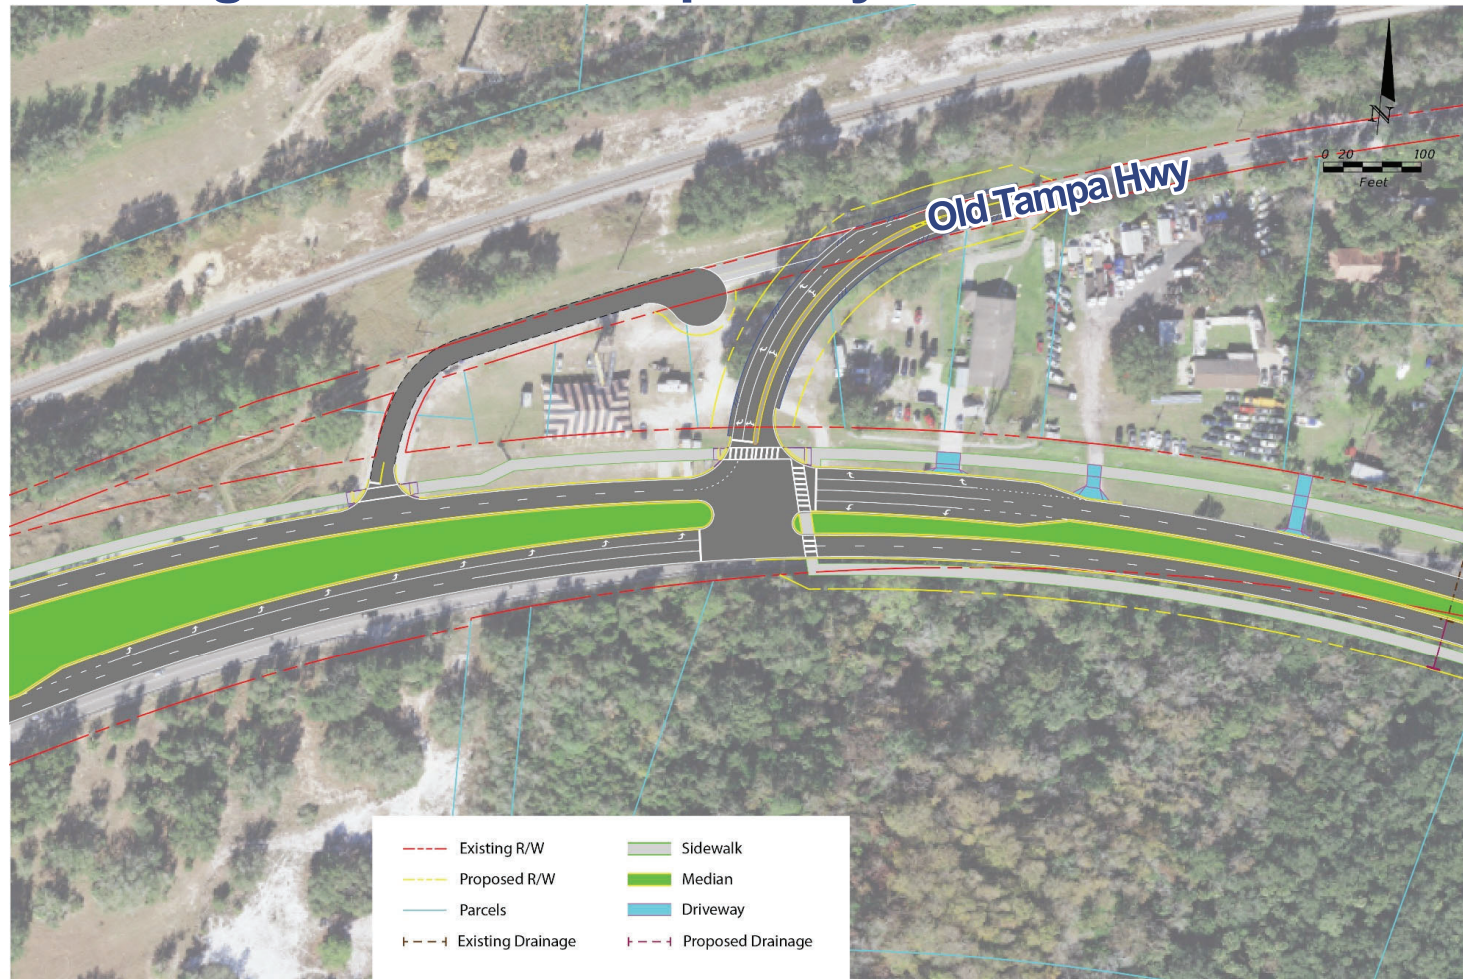 N
0 20 100
Feet
Old Tampa Hwy
Existing R/W
Proposed R/W
Parcels
Existing Drainage
Sidewalk
Median
Driveway
Proposed Drainage